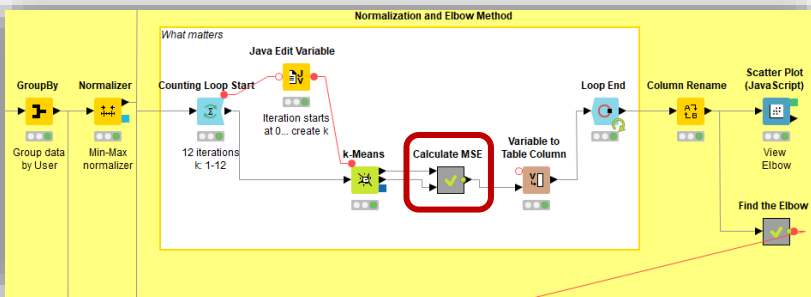 Normalization and Elbow Method
What matters
Java Edit Variable
Iteration starts
at 0... create k
GroupBy
Group data
by User
Normalizer
Min-Max
normalizer
Counting Loop Start
12 iterations
k: 1-12
k-Means
Calculate MSE
Variable to
Table Column
Loop End
Column Rename
Scatter Plot
(JavaScript)
View
Elbow
Find the Elbow